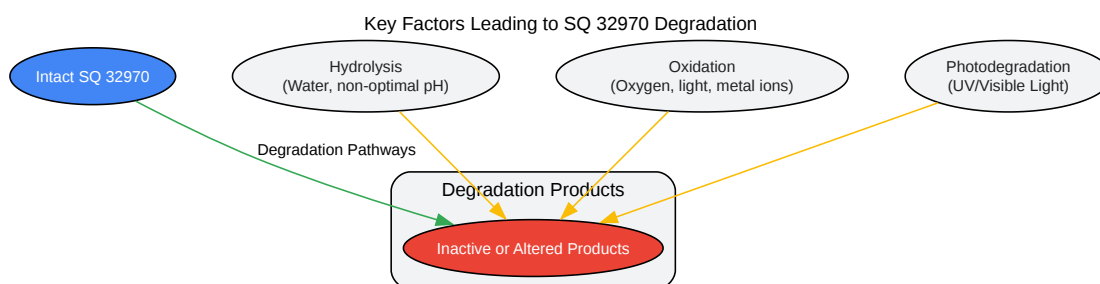 Key Factors Leading to SQ 32970 Degradation
Intact SQ 32970
Hydrolysis
(Water, non-optimal pH)
Oxidation
(Oxygen, light, metal ions)
Photodegradation
(UV/Visible Light)
Degradation Pathways
Degradation Products
Inactive or Altered Products